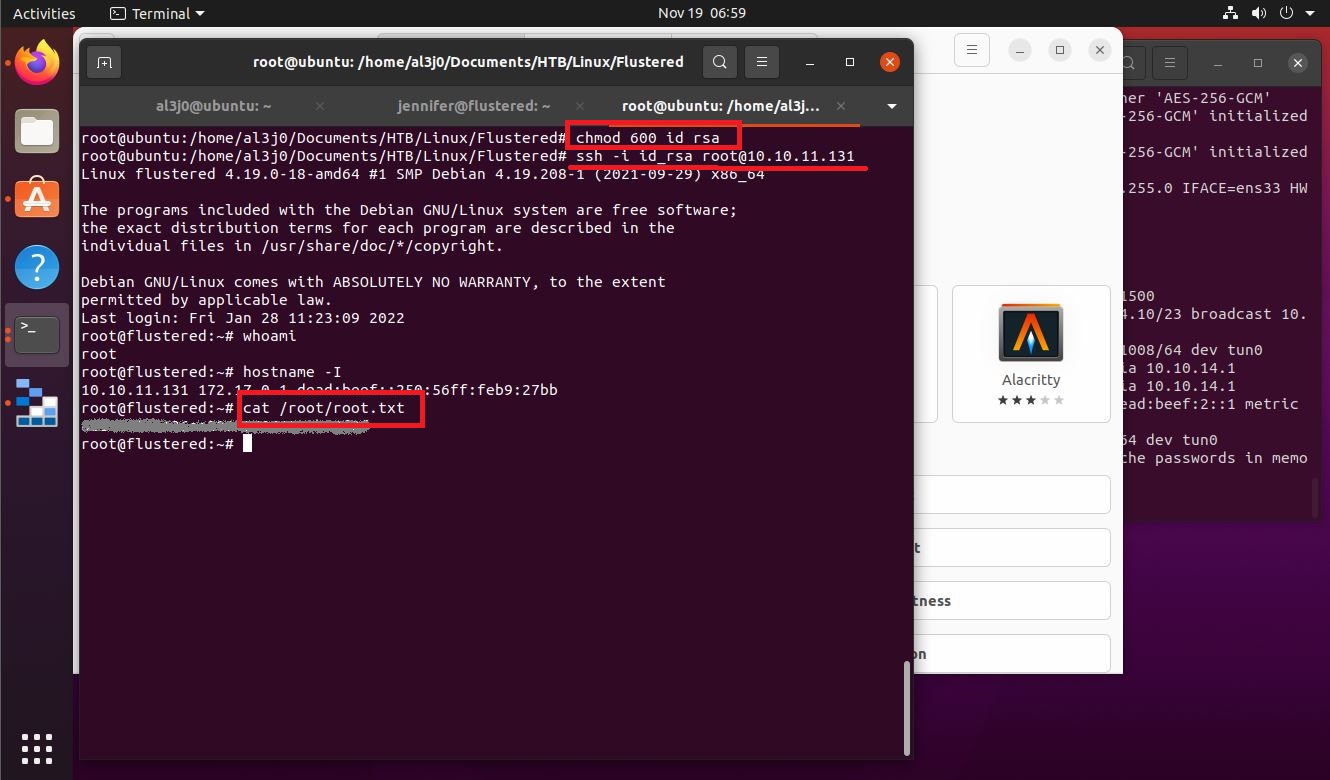 Activities
Terminal
Nov 19 06:59
root@ubuntu: /home/al3j0/Documents/HTB/Linux/Flustered
al3j0@ubuntu: ~
jennifer@flustered: ~
root@ubuntu: /home/al3j...
root@ubuntu:/home/al3j0/Documents/HTB/Linux/Flustered# chmod 600 id_rsa
root@ubuntu:/home/al3j0/Documents/HTB/Linux/Flustered# ssh -i id_rsa root@10.10.11.131
Linux flustered 4.19.0-18-amd64 #1 SMP Debian 4.19.208-1 (2021-09-29) x86_64
The programs included with the Debian GNU/Linux system are free software;
the exact distribution terms for each program are described in the
individual files in /usr/share/doc/*/copyright.
Debian GNU/Linux comes with ABSOLUTELY NO WARRANTY, to the extent
permitted by applicable law.
Last login: Fri Jan 28 11:23:09 2022
root@flustered:~# whoami
root
root@flustered:~# hostname -I
10.10.11.131 172.17.0.1 dead:beef::250:56ff:feb9:27bb
root@flustered:~# cat /root/root.txt
root@flustered:~#
Alacritty
t
tness
on
ner 'AES-256-GCM'
-256-GCM' initialized
-256-GCM' initialized
.255.0 IFACE=ens33 HW
1500
4.10/23 broadcast 10.
1008/64 dev tun0
ia 10.10.14.1
ia 10.10.14.1
ead:beef:2::1 metric
64 dev tun0
che passwords in memo